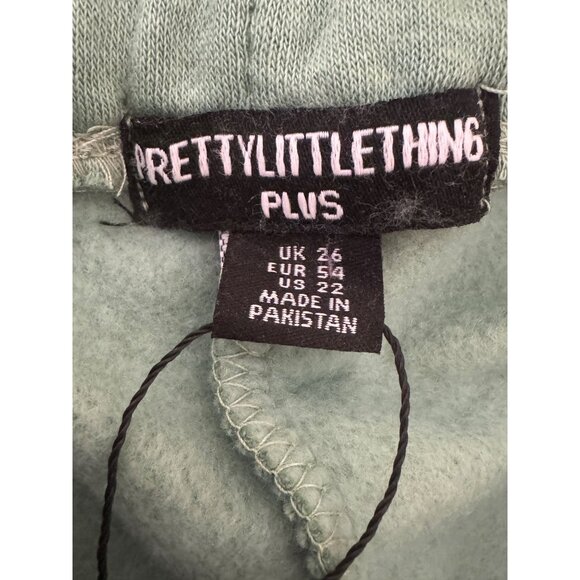 PRETTYLITTLETHING
PLUS
UK 26
EUR 54
US 22
MADE IN
PAKISTAN